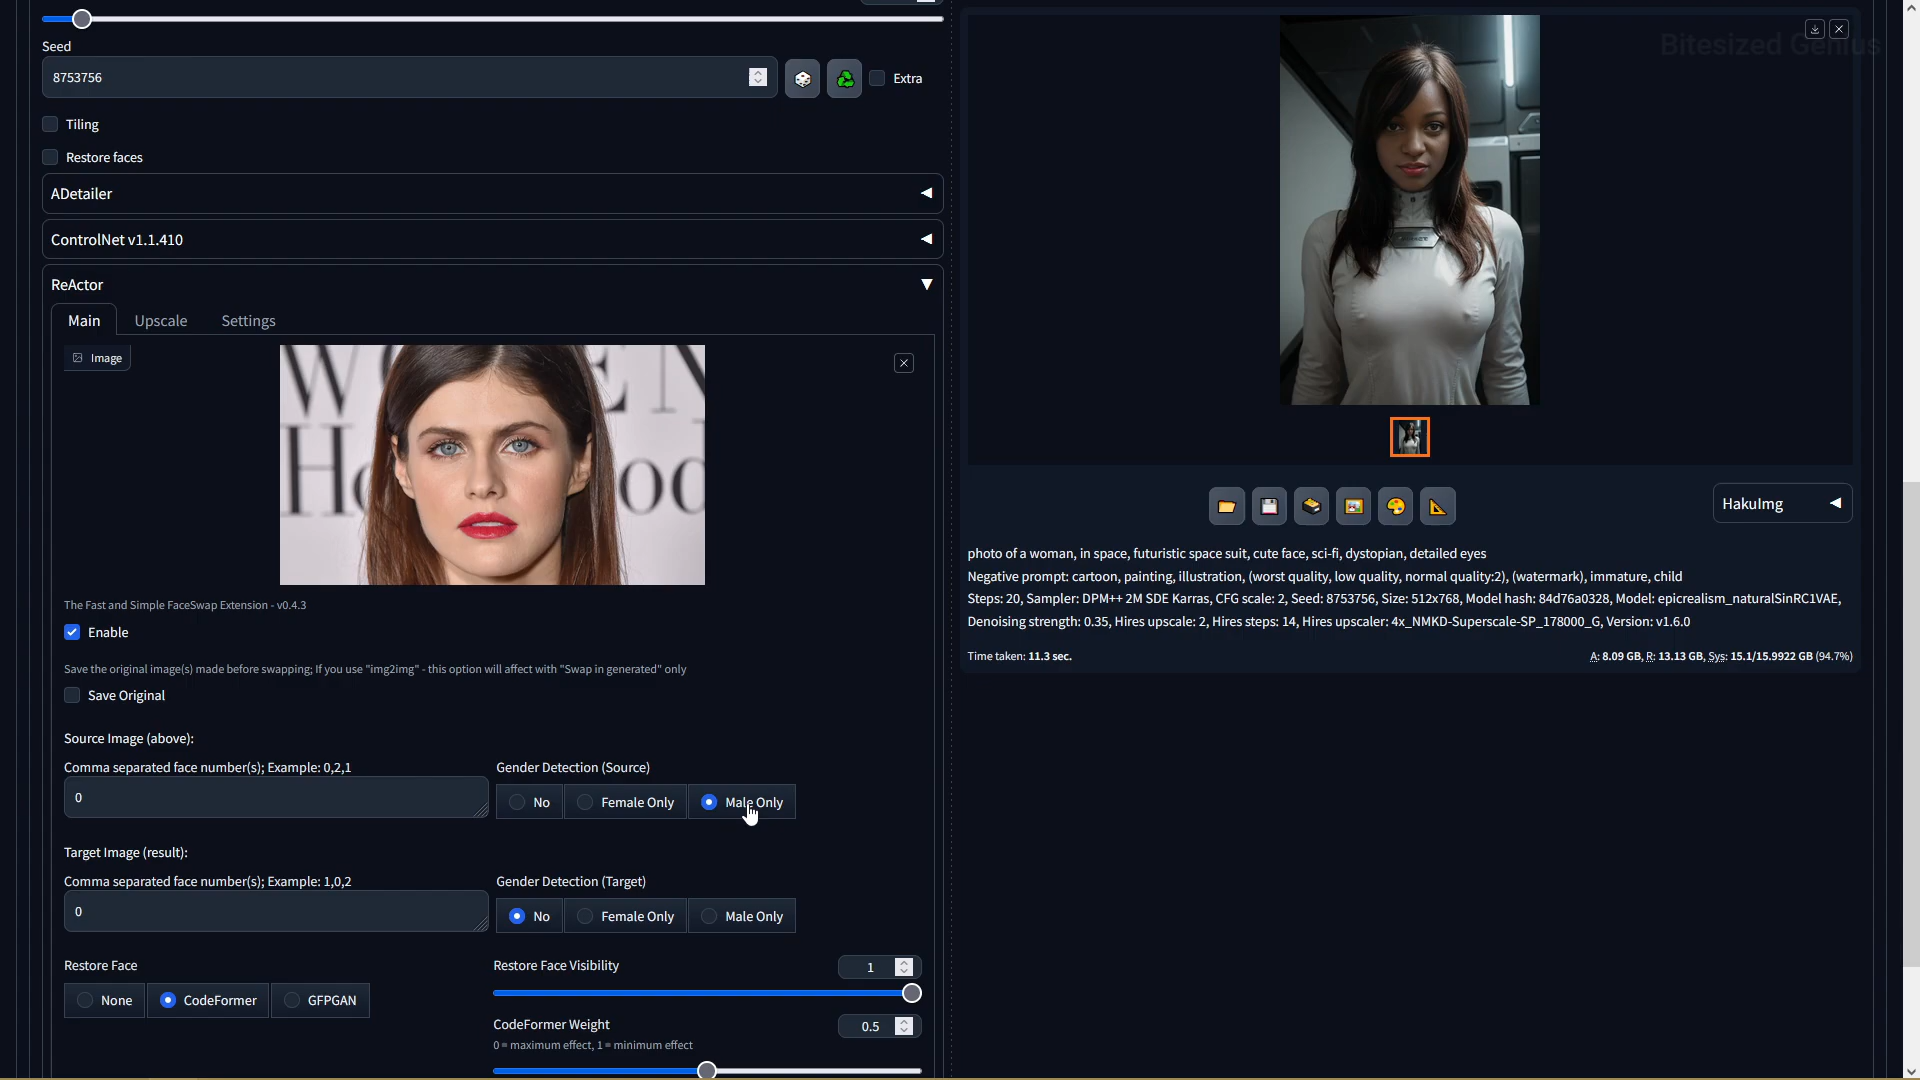 Bitesized Genius
Seed
8753756
Extra
Tiling
Restore faces
ADetailer
ControlNet v1.1.410
ReActor
Main
Upscale
Settings
Image
WOMEN
Ho ood
The Fast and Simple FaceSwap Extension - v0.4.3
Enable
Save the original image(s) made before swapping; If you use "img2img" - this option will affect with "Swap in generated" only
Save Original
Source Image (above):
Comma separated face number(s); Example: 0,2,1
0
Gender Detection (Source)
No
Female Only
Male Only
Target Image (result):
Comma separated face number(s); Example: 1,0,2
0
Gender Detection (Target)
No
Female Only
Male Only
Restore Face
None
CodeFormer
GFPGAN
Restore Face Visibility
1
CodeFormer Weight
0.5
0 = maximum effect, 1 = minimum effect
HakuImg
photo of a woman, in space, futuristic space suit, cute face, sci-fi, dystopian, detailed eyes
Negative prompt: cartoon, painting, illustration, (worst quality, low quality, normal quality:2), (watermark), immature, child
Steps: 20, Sampler: DPM++ 2M SDE Karras, CFG scale: 2, Seed: 8753756, Size: 512x768, Model hash: 84d76a0328, Model: epicrealism_naturalSinRC1VAE,
Denoising strength: 0.35, Hires upscale: 2, Hires steps: 14, Hires upscaler: 4x_NMKD-Superscale-SP_178000_G, Version: v1.6.0
Time taken: 11.3 sec.
A: 8.09 GB, R: 13.13 GB, Sys: 15.1/15.9922 GB (94.7%)